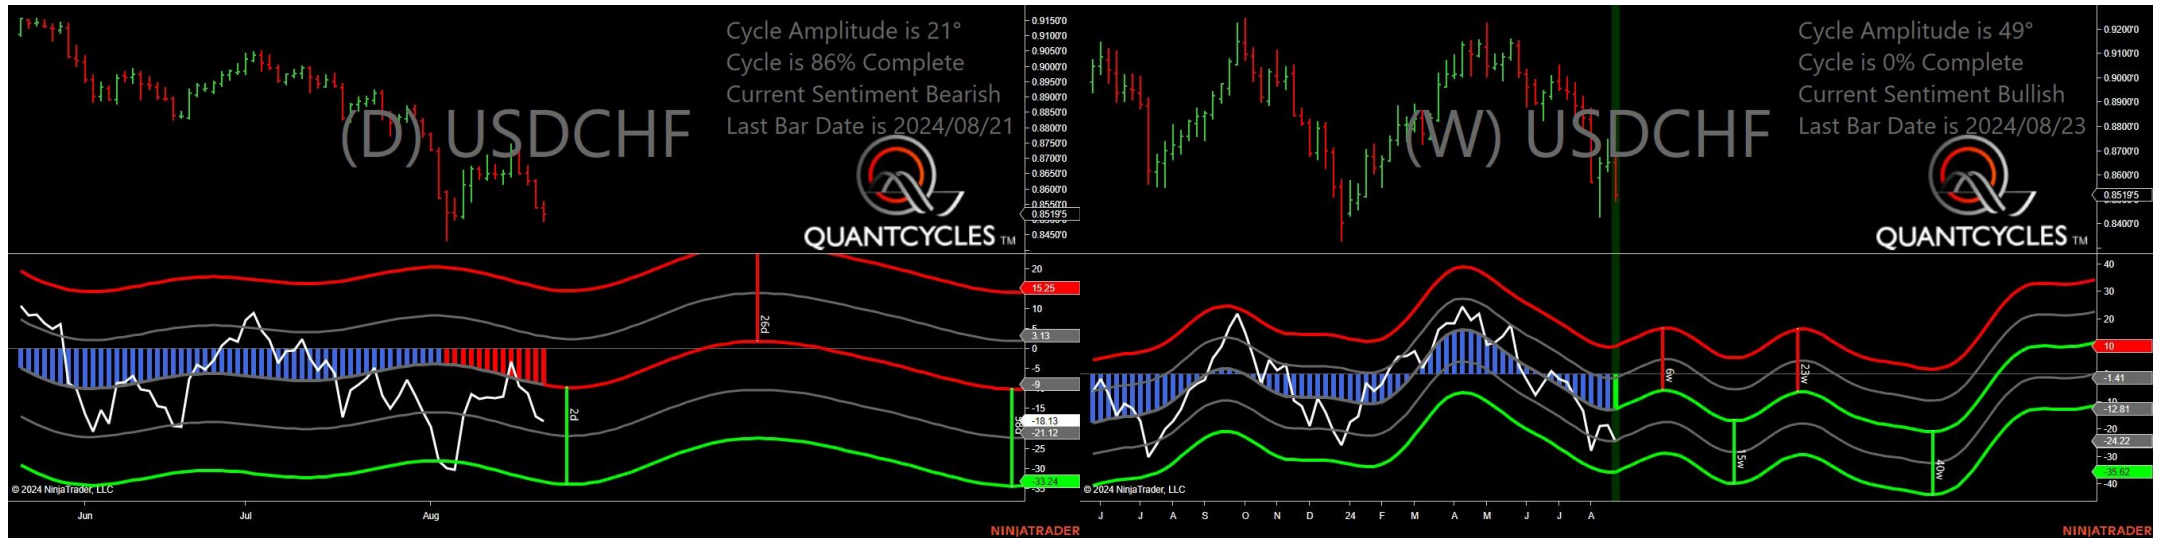 (D) USDCHF
Cycle Amplitude is 21°
Cycle is 86% Complete
Current Sentiment Bearish
Last Bar Date is 2024/08/21
QUANTCYCLES TM
0.9150'0
0.9100'0
0.9050'0
0.9000'0
0.8950'0
0.8900'0
0.8850'0
0.8800'0
0.8750'0
0.8700'0
0.8650'0
0.8600'0
0.8550'0
0.8519'5
0.8450'0
20
15.25
10
3.13
0
-5
-9
-15
-18.13
-21.12
-25
-30
-33.24
26d
2d
© 2024 NinjaTrader, LLC
Jun
Jul
Aug
NINJATRADER
(W) USDCHF
Cycle Amplitude is 49°
Cycle is 0% Complete
Current Sentiment Bullish
Last Bar Date is 2024/08/23
QUANTCYCLES TM
0.9200'0
0.9100'0
0.9000'0
0.8900'0
0.8800'0
0.8700'0
0.8600'0
0.8519'5
0.8400'0
40
30
20
10
-1.41
-12.81
-20
-24.22
-30
-35.62
-40
6w
23w
15w
40w
© 2024 NinjaTrader, LLC
J J A S O N D 24 F M A M J J A
NINJATRADER